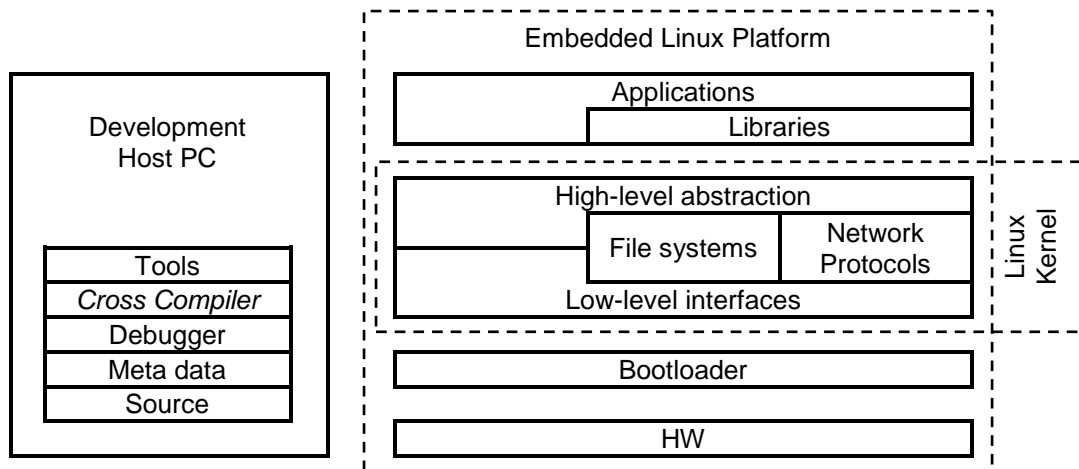 Development
Host PC
Tools
Cross Compiler
Debugger
Meta data
Source
Embedded Linux Platform
Applications
Libraries
High-level abstraction
File systems
Network
Protocols
Low-level interfaces
Linux
Kernel
Bootloader
HW